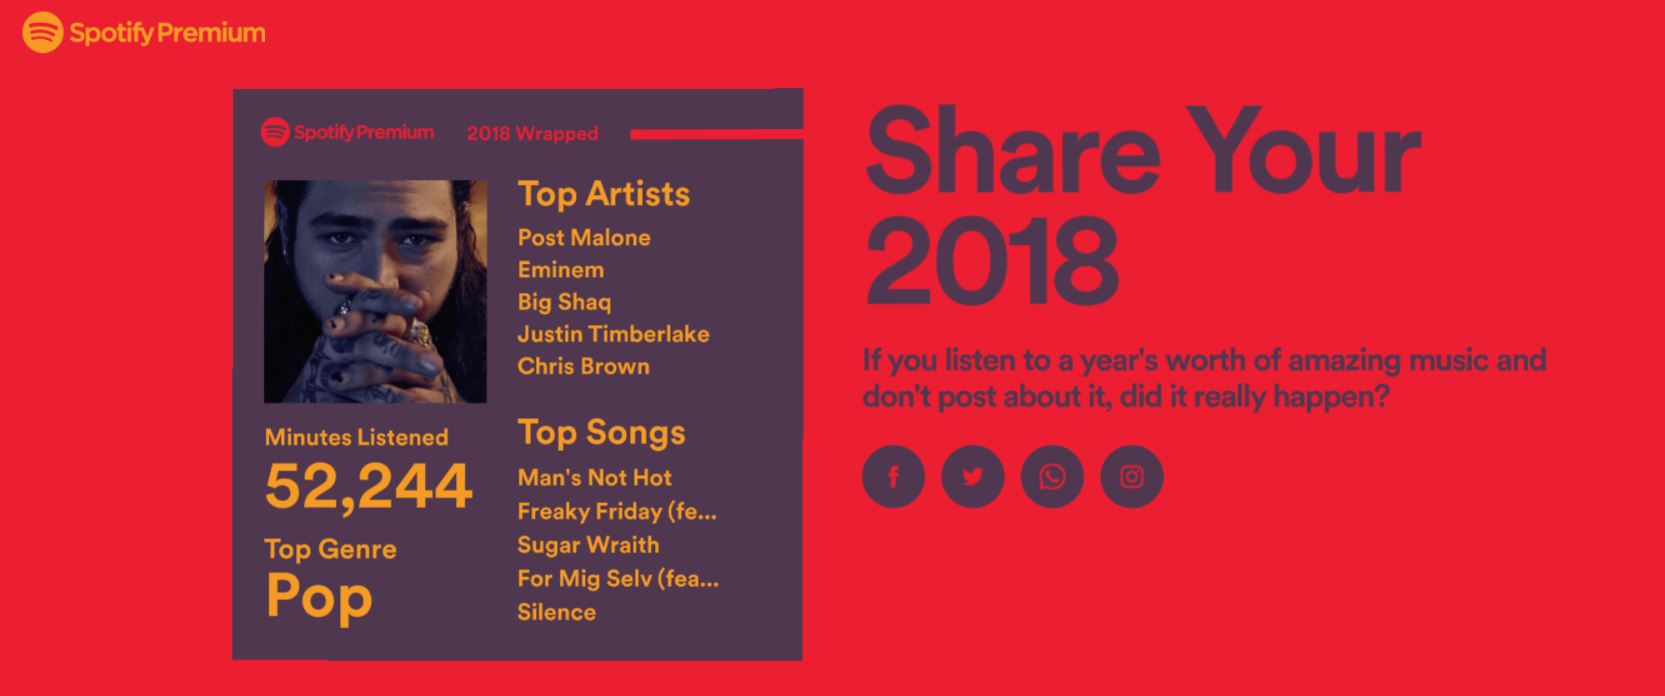 Spotify Premium
Spotify Premium 2018 Wrapped
Top Artists
Post Malone
Eminem
Big Shaq
Justin Timberlake
Chris Brown
Minutes Listened
52,244
Top Genre
Pop
Top Songs
Man's Not Hot
Freaky Friday (fe...
Sugar Wraith
For Mig Selv (fea...
Silence
Share Your
2018
If you listen to a year's worth of amazing music and
don't post about it, did it really happen?